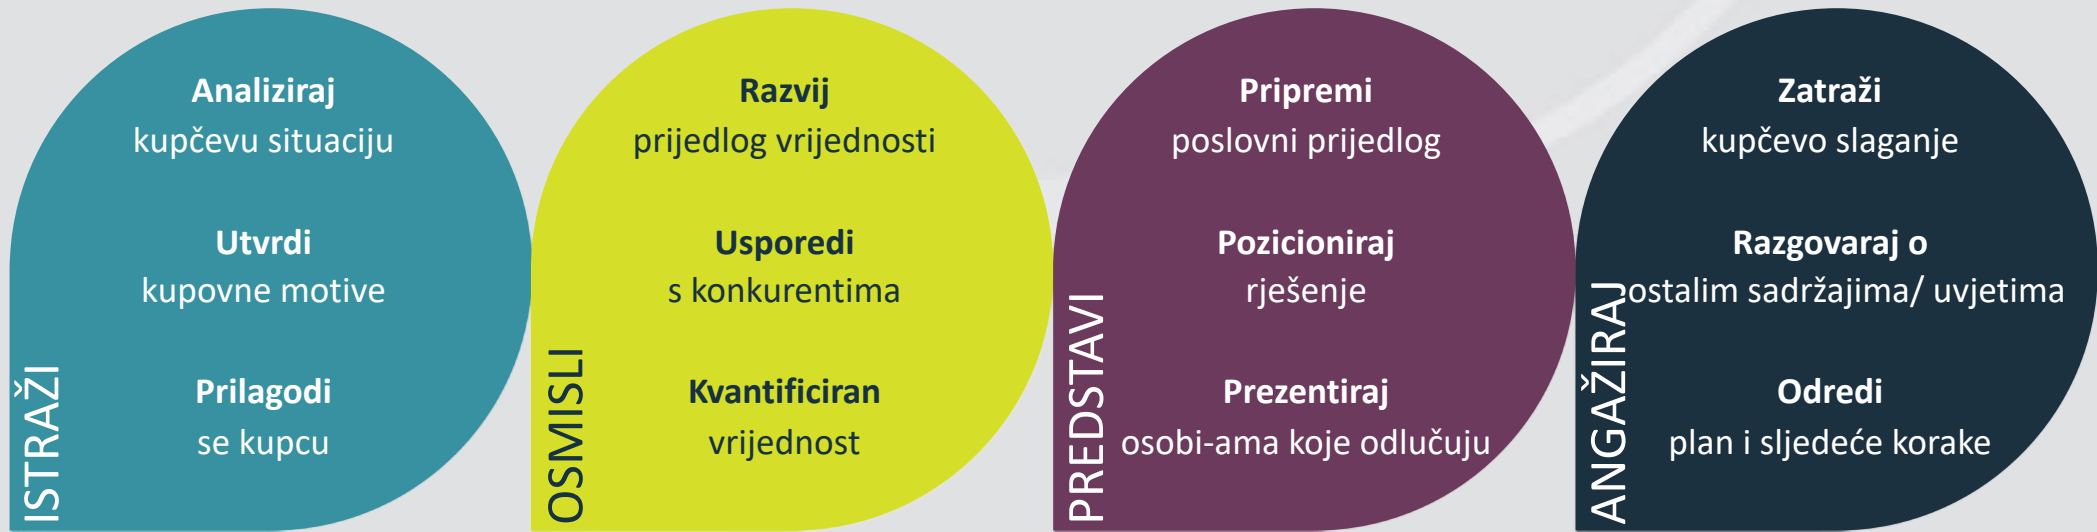 Analiziraj
kupčevu situaciju
Utvrdi
kupovne motive
Prilagodi
se kupcu
ISTRAŽI
Razvij
prijedlog vrijednosti
Usporedi
s konkurentima
Kvantificiran
vrijednost
OSMISLI
Pripremi
poslovni prijedlog
Pozicioniraj
rješenje
Prezentiraj
osobi-ama koje odlučuju
PREDSTAVI
Zatraži
kupčevo slaganje
Razgovaraj o
ostalim sadržajima/ uvjetima
Odredi
plan i sljedeće korake
ANGAŽIRAJ